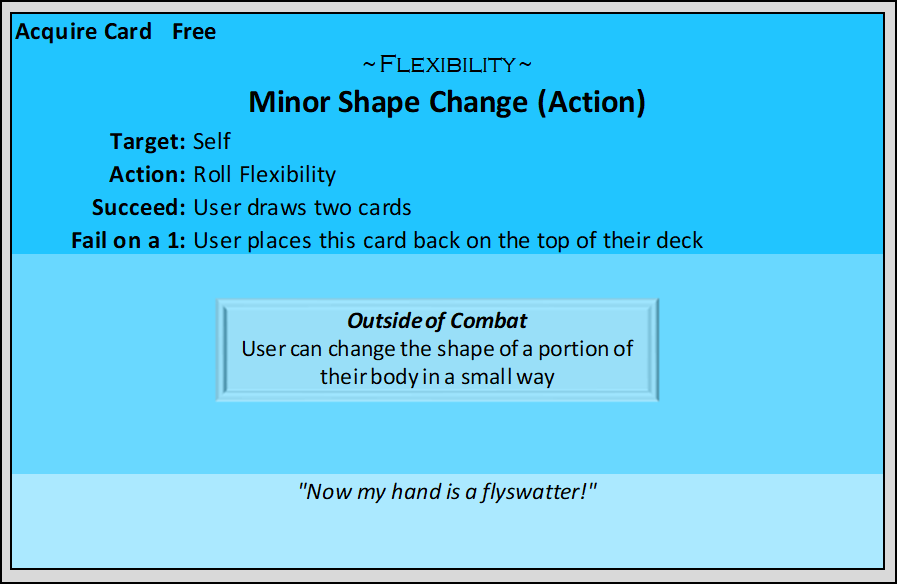 Acquire Card Free
~FLEXIBILITY~
Minor Shape Change (Action)
Target: Self
Action: Roll Flexibility
Succeed: User draws two cards
Fail on a 1: User places this card back on the top of their deck
Outside of Combat
User can change the shape of a portion of
their body in a small way
"Now my hand is a flyswatter!"